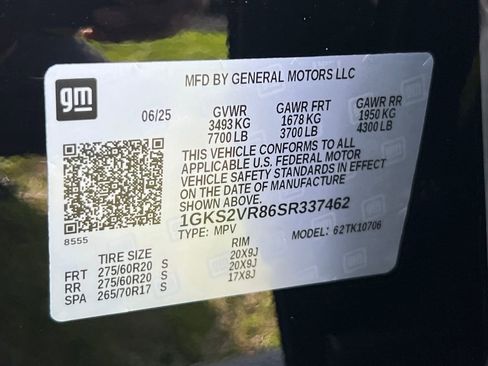 gm
MFD BY GENERAL MOTORS LLC
06/25 GVWR GAWR FRT GAWR RR
3493 KG 1678 KG 1950 KG
7700 LB 3700 LB 4300 LB
THIS VEHICLE CONFORMS TO ALL
APPLICABLE U.S. FEDERAL MOTOR
VEHICLE SAFETY STANDARDS IN EFFECT
ON THE DATE OF MANUFACTURE
SHOWN ABOVE.
1GKS2VR86SR337462
8555
TYPE: MPV MODEL: 62TK10706
TIRE SIZE RIM
FRT 275/60R20 S 20X9J
RR 275/60R20 S 20X9J
SPA 265/70R17 S 17X8J